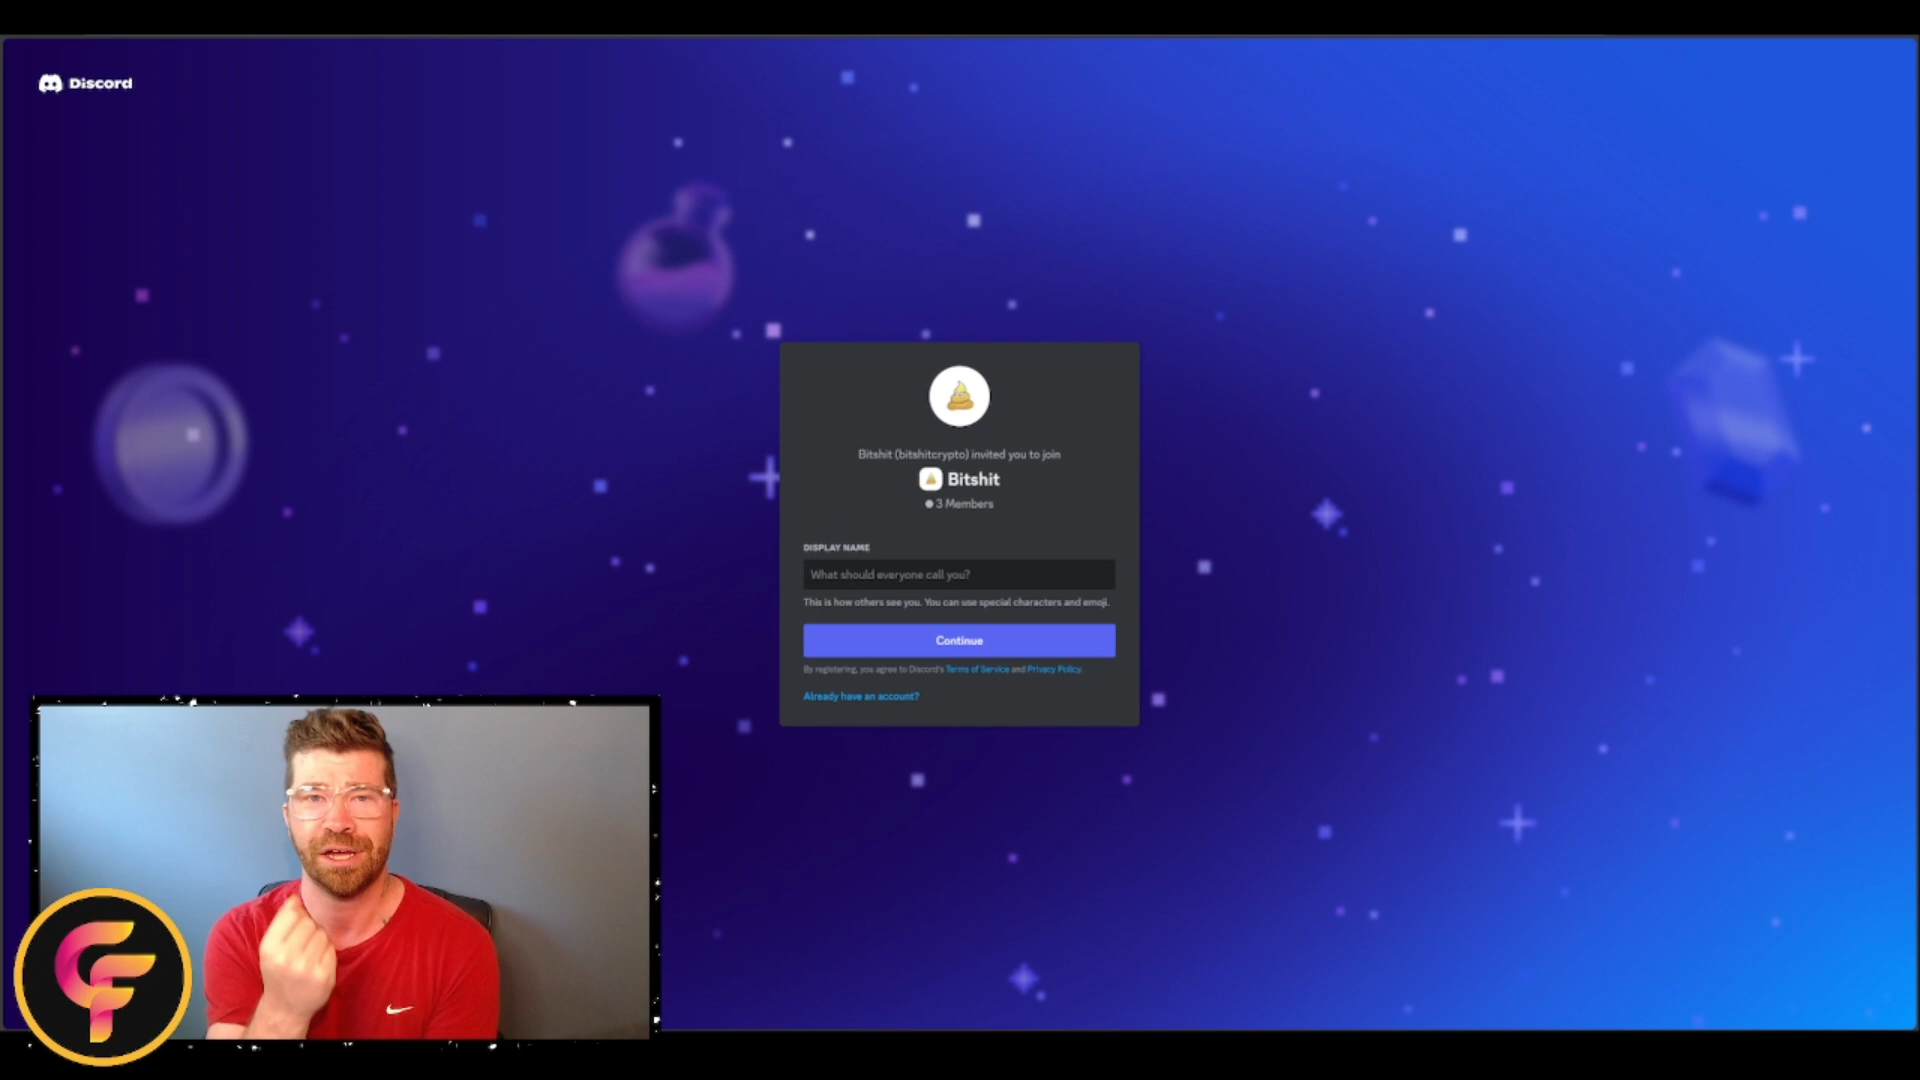 Discord
Bitshit (bitshitcrypto) invited you to join
Bitshit
3 Members
DISPLAY NAME
What should everyone call you?
This is how others see you. You can use special characters and emoji.
Continue
By registering, you agree to Discord's Terms of Service and Privacy Policy.
Already have an account?
CF